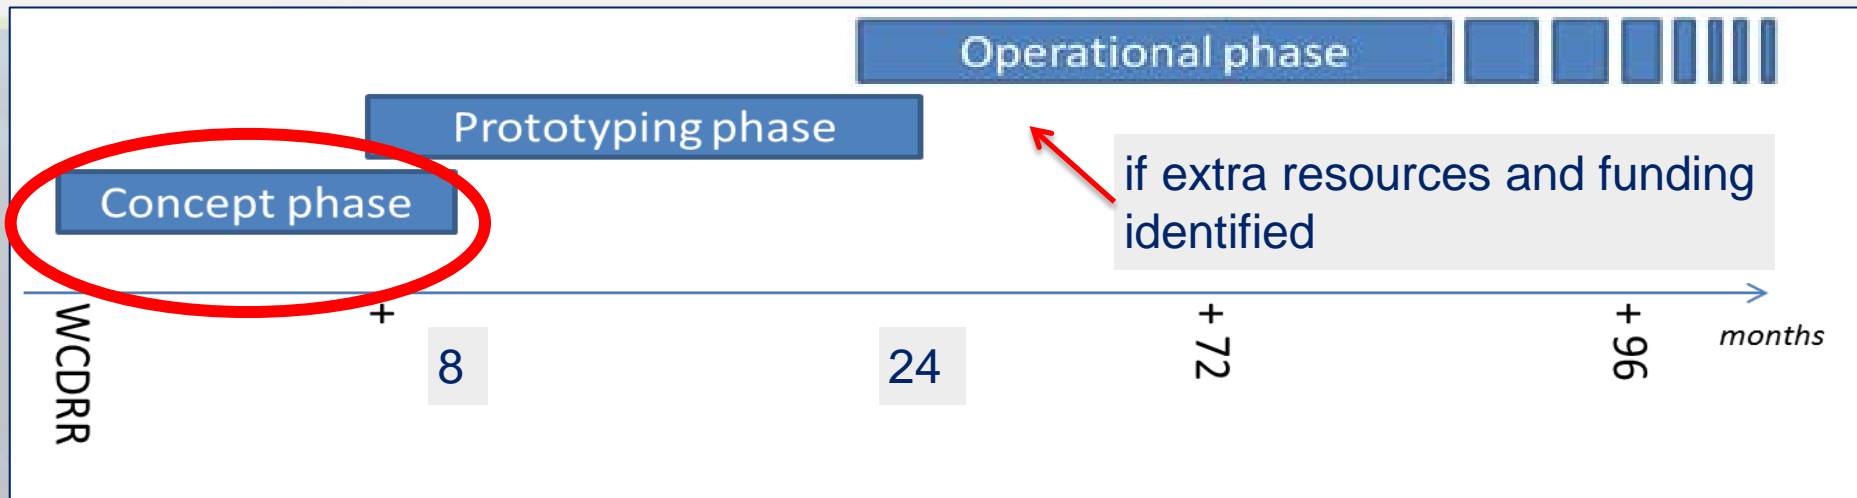 Operational phase
Prototyping phase
if extra resources and funding
identified
Concept phase
WCDRR
+
8
24
+ 72
+ 96
months